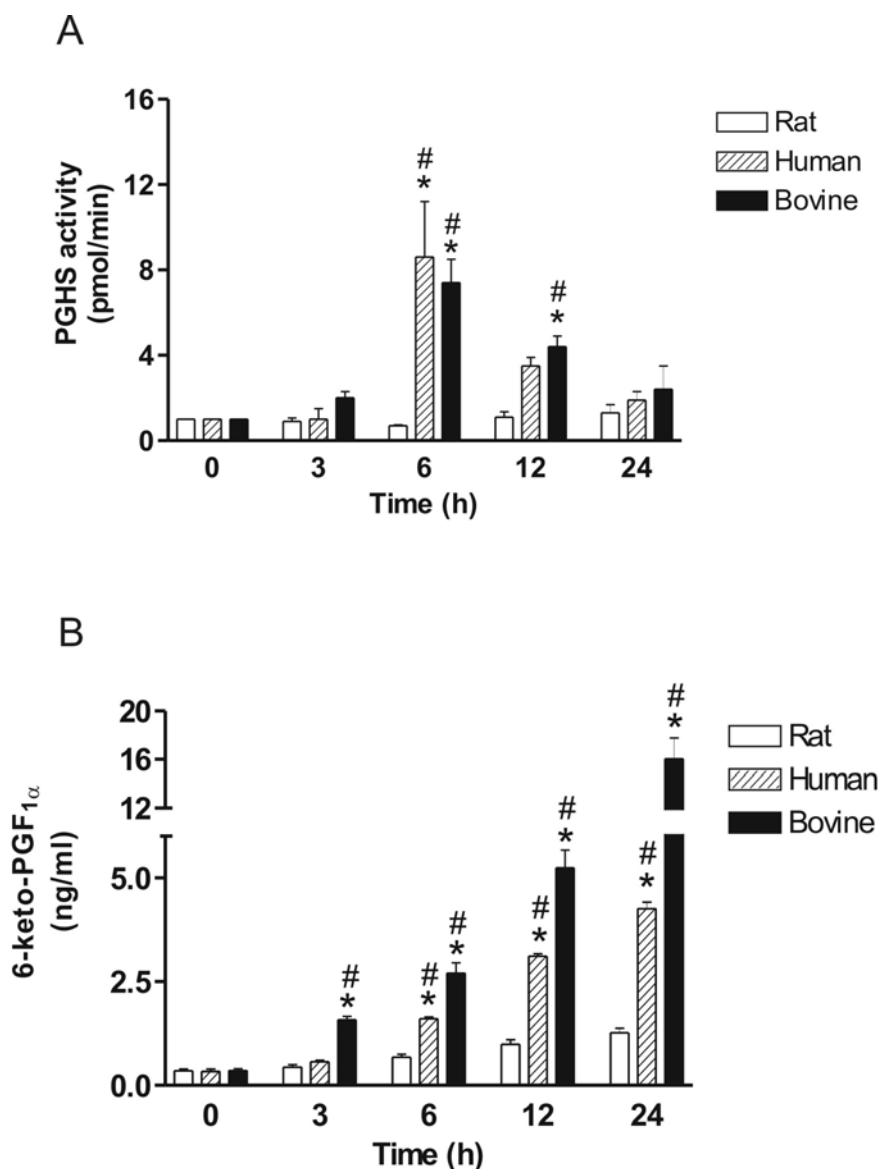 A
PGHS activity
(pmol/min)
16
12
8
4
0
# * # * # *
0 3 6 12 24
Time (h)
Rat
Human
Bovine
B
6-keto-PGF1α
(ng/ml)
20
16
12
5.0
2.5
0.0
# * # * # * # * # * # * # *
0 3 6 12 24
Time (h)
Rat
Human
Bovine